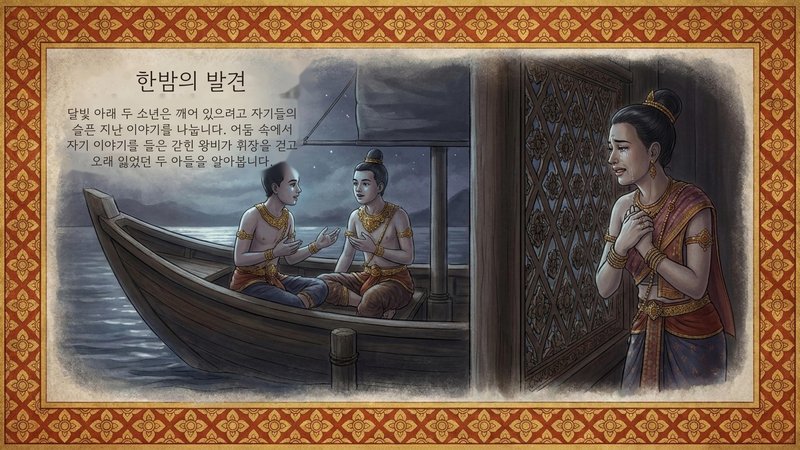 한밤의 발견
달빛 아래 두 소년은 깨어 있으려고 자기들의
슬픈 지난 이야기를 나눕니다. 어둠 속에서
자기 이야기를 들은 갇힌 왕비가 휘장을 걷고
오래 잃었던 두 아들을 알아봅니다.